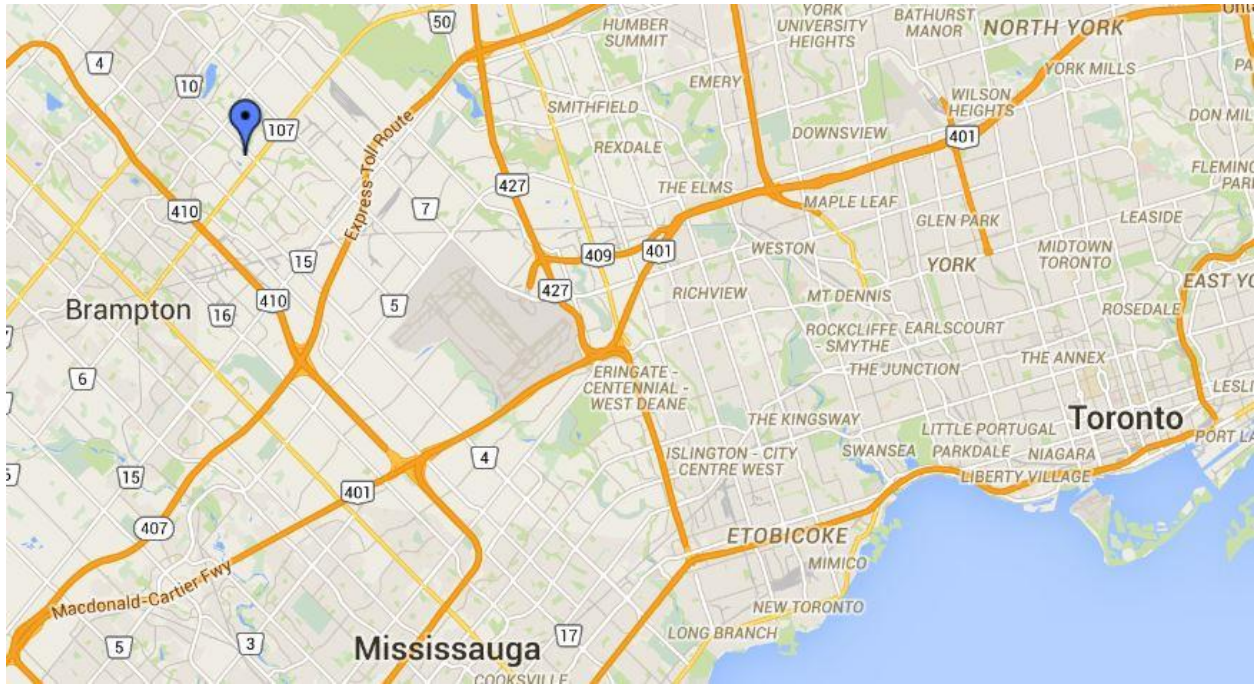 50
HUMBER
SUMMIT
YORK
UNIVERSITY
HEIGHTS
BATHURST
MANOR
NORTH YORK
4
10
EMERY
YORK MILLS
107
SMITHFIELD
WILSON
HEIGHTS
DON MIL
DOWNSVIEW
401
REXDALE
Express Toll Route
427
THE ELMS
FLEMING
PARK
410
7
MAPLE LEAF
GLEN PARK
LEASIDE
409
401
WESTON
MIDTOWN
TORONTO
15
YORK
EAST YO
427
RICHVIEW
410
5
MT DENNIS
ROSEDALE
Brampton
16
ROCKCLIFFE
- SMYTHE
EARLSCOURT
THE ANNEX
ERINGATE -
CENTENNIAL -
WEST DEANE
THE JUNCTION
6
LESLI
THE KINGSWAY
Toronto
LITTLE PORTUGAL
PORT LA
ISLINGTON - CITY
CENTRE WEST
SWANSEA
PARKDALE
NIAGARA
4
15
LIBERTY VILLAGE
401
407
ETOBICOKE
MIMICO
Macdonald-Cartier Fwy
NEW TORONTO
5
3
17
LONG BRANCH
Mississauga
COOKSVILLE